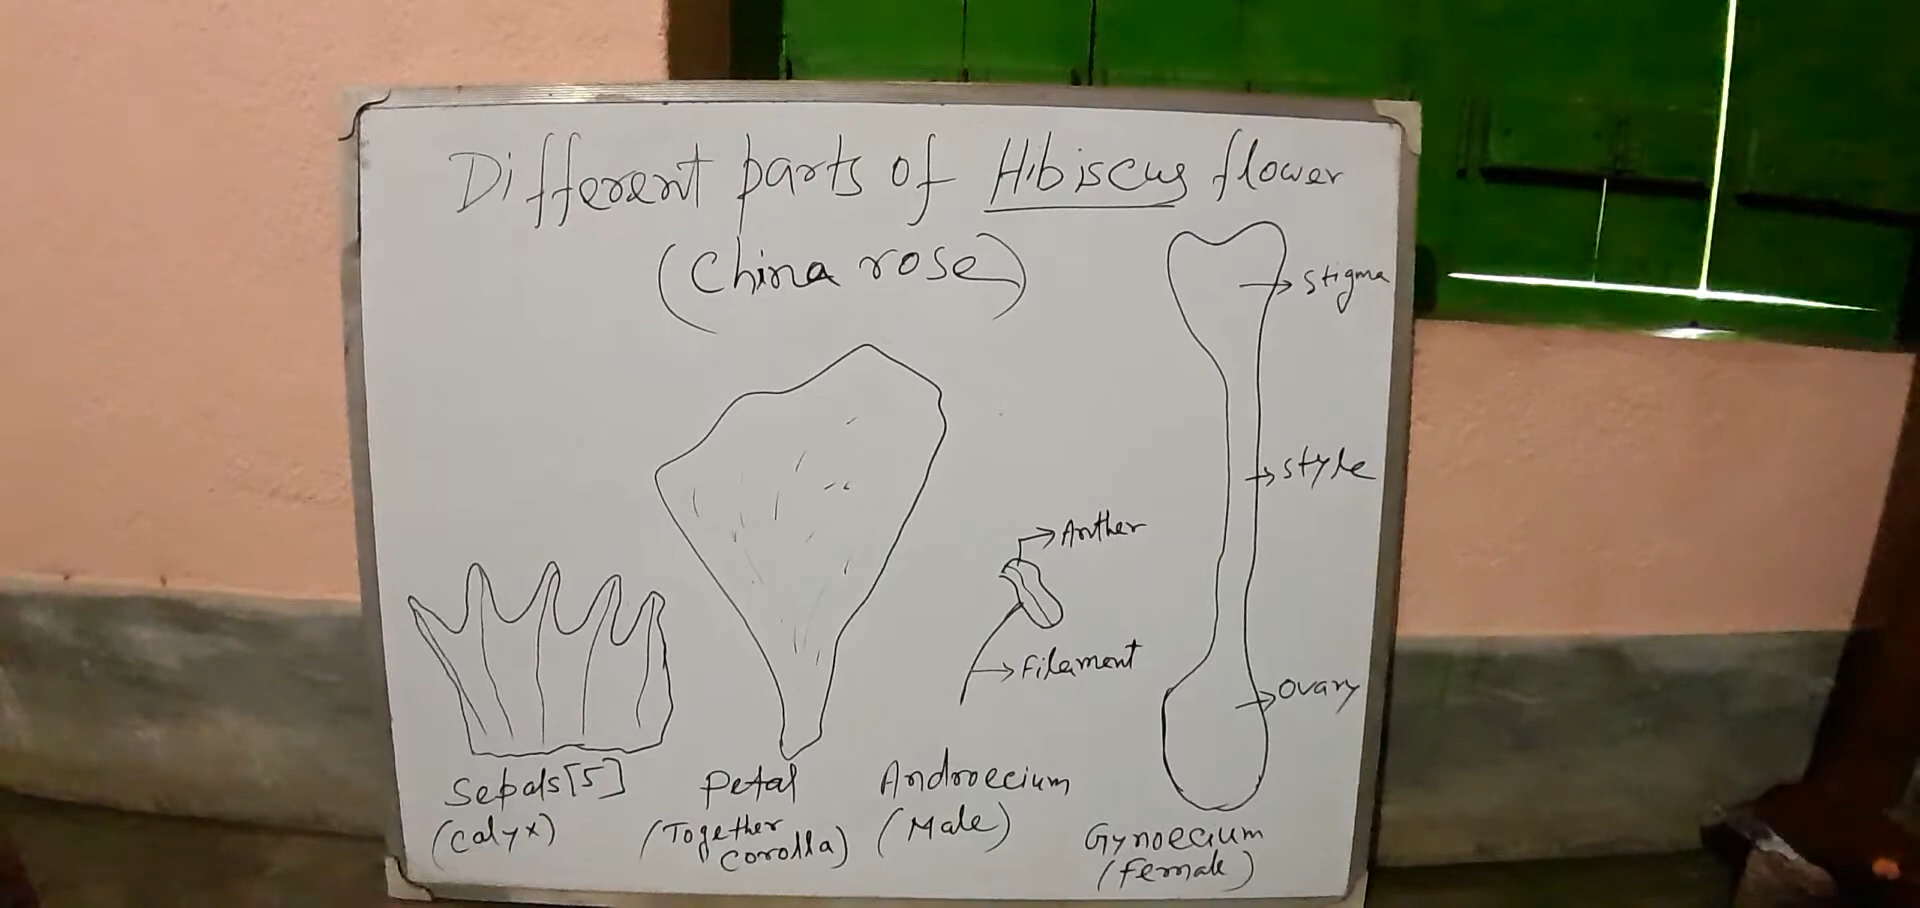 Different parts of Hibiscus flower
(China rose)
Stigma
Style
Anther
Filament
Ovary
Sepals [5]
(Calyx)
Petal
(Together
Corolla)
Androecium
(Male)
Gynoecium
(Female)